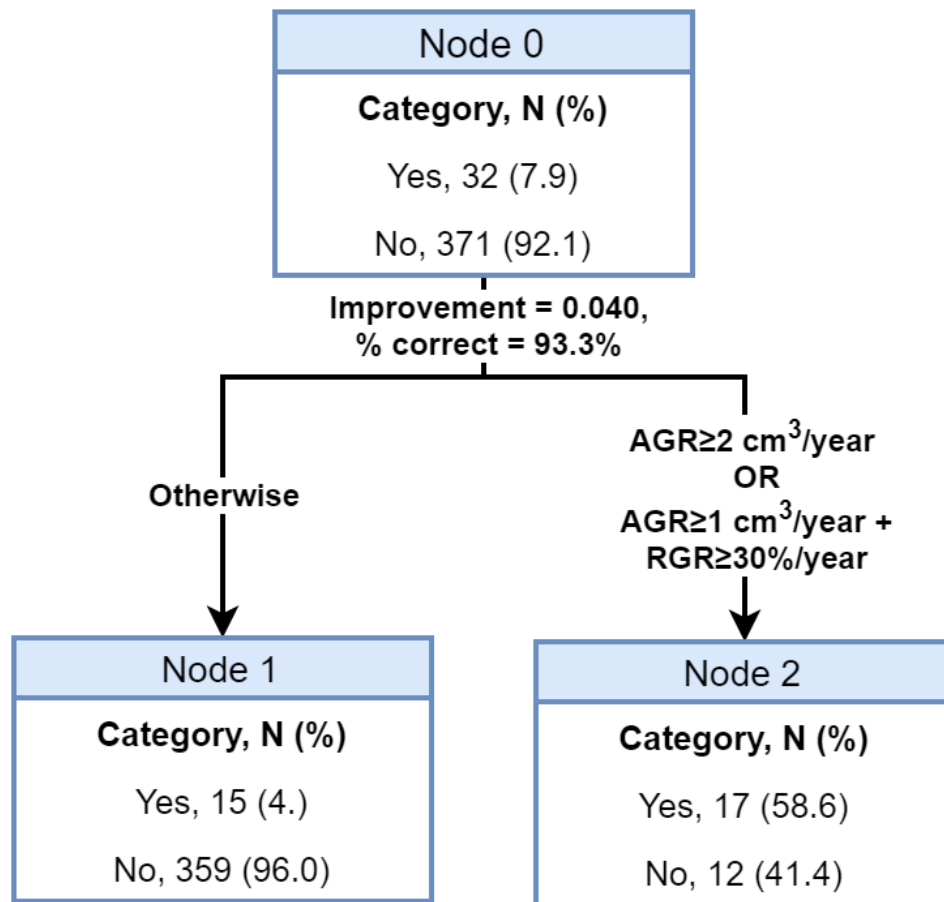 Node 0
Category, N (%)
Yes, 32 (7.9)
No, 371 (92.1)
Improvement = 0.040,
% correct = 93.3%
Otherwise
AGR≥2 cm³/year
OR
AGR≥1 cm³/year +
RGR≥30%/year
Node 1
Category, N (%)
Yes, 15 (4.)
No, 359 (96.0)
Node 2
Category, N (%)
Yes, 17 (58.6)
No, 12 (41.4)